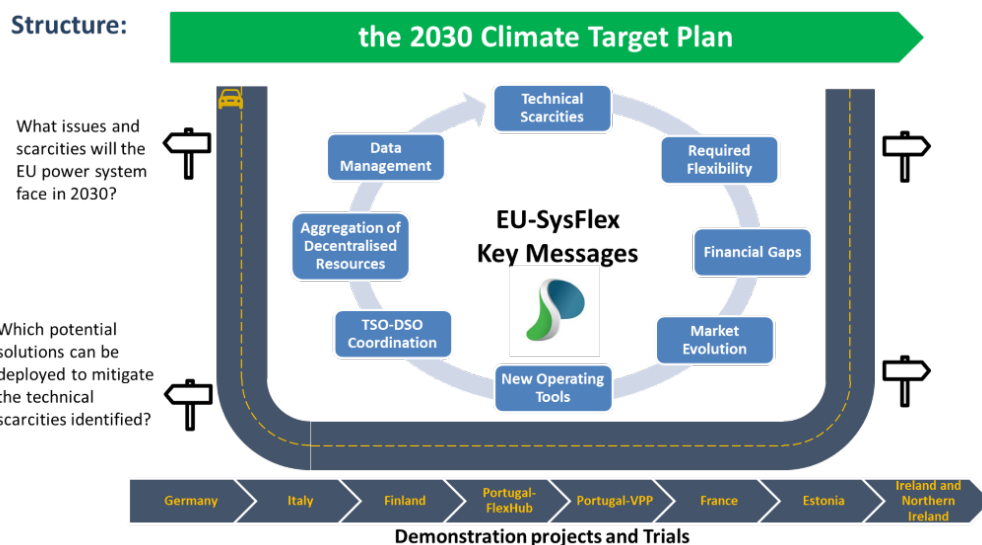 Structure:
the 2030 Climate Target Plan
What issues and
scarcities will the
EU power system
face in 2030?
Technical
Scarcities
Required
Flexibility
Financial Gaps
Market
Evolution
New Operating
Tools
TSO-DSO
Coordination
Aggregation of
Decentralised
Resources
Data
Management
EU-SysFlex
Key Messages
Which potential
solutions can be
deployed to mitigate
the technical
scarcities identified?
Germany
Italy
Finland
Portugal-
FlexHub
Portugal-VPP
France
Estonia
Ireland and
Northern
Ireland
Demonstration projects and Trials